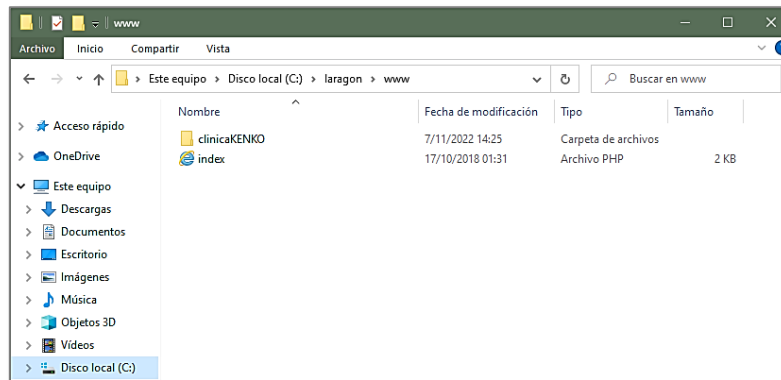 www
Archivo Inicio Compartir Vista
Este equipo > Disco local (C:) > laragon > www Buscar en www
Nombre Fecha de modificación Tipo Tamaño
Acceso rápido
clinicaKENKO 7/11/2022 14:25 Carpeta de archivos
OneDrive
index 17/10/2018 01:31 Archivo PHP 2 KB
Este equipo
Descargas
Documentos
Escritorio
Imágenes
Música
Objetos 3D
Vídeos
Disco local (C:)